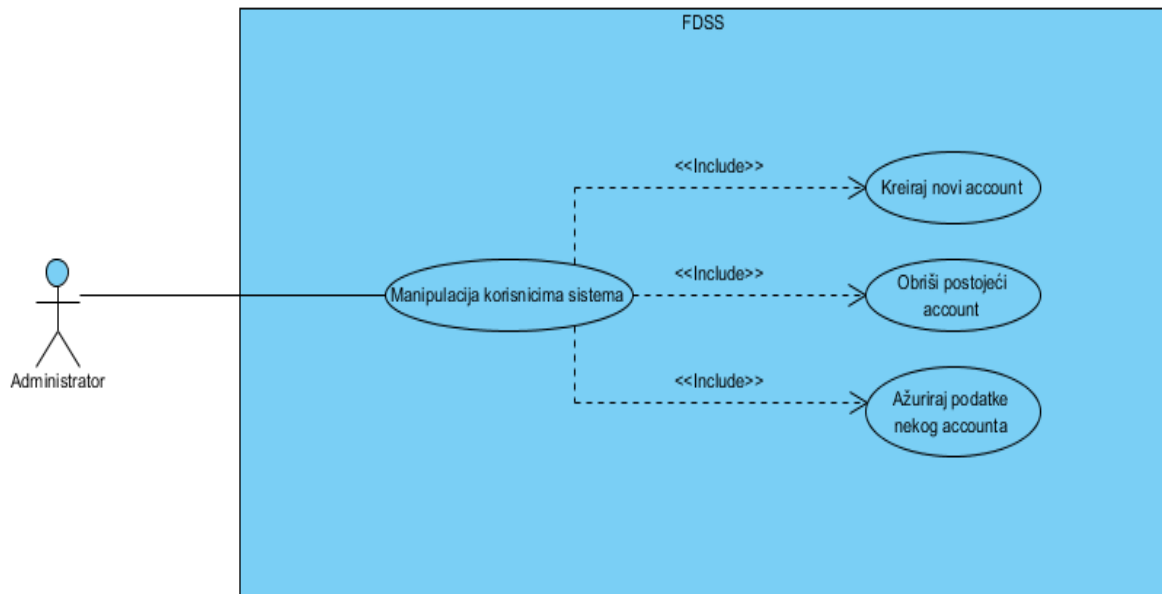 FDSS
<<Include>>
Kreiraj novi account
<<Include>>
Manipulacija korisnicima sistema
Obriši postojeći
account
Administrator
<<Include>>
Ažuriraj podatke
nekog accounta